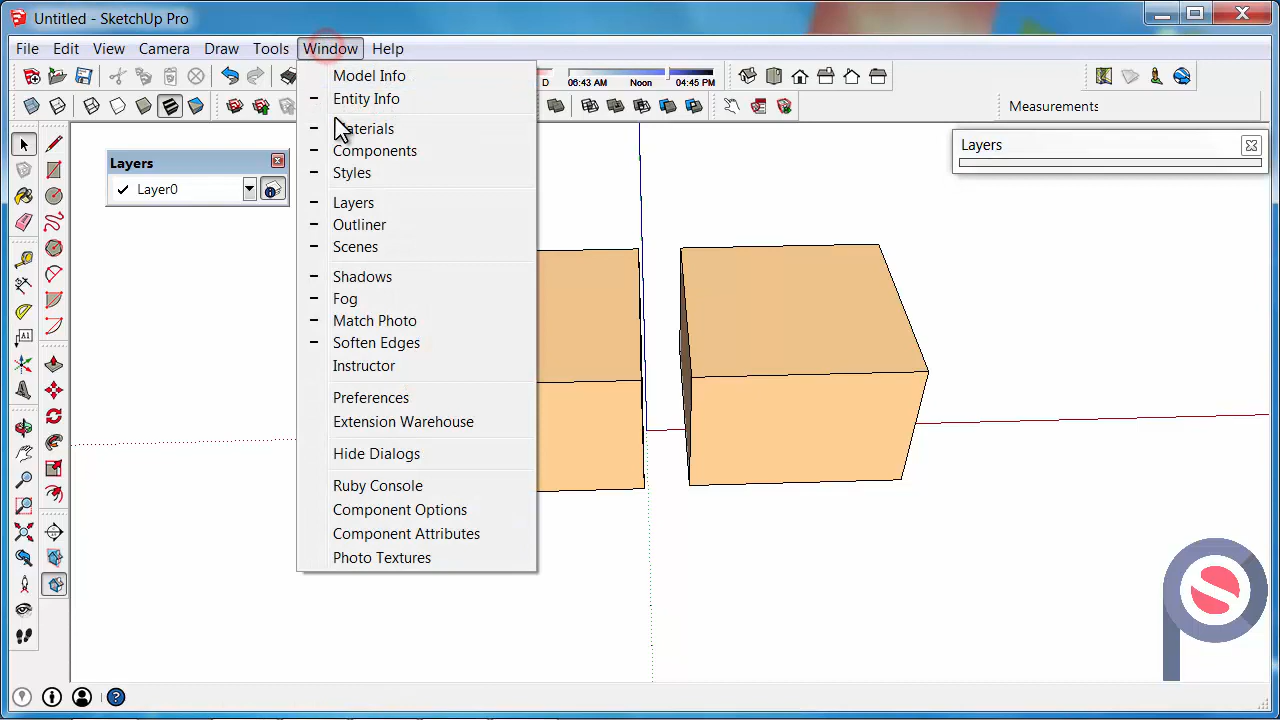 Untitled - SketchUp Pro
File Edit View Camera Draw Tools Window Help
Model Info
Entity Info
Materials
Components
Styles
Layers
Outliner
Scenes
Shadows
Fog
Match Photo
Soften Edges
Instructor
Preferences
Extension Warehouse
Hide Dialogs
Ruby Console
Component Options
Component Attributes
Photo Textures
D 06:43 AM Noon 04:45 PM
Measurements
Layers
Layer0
Layers